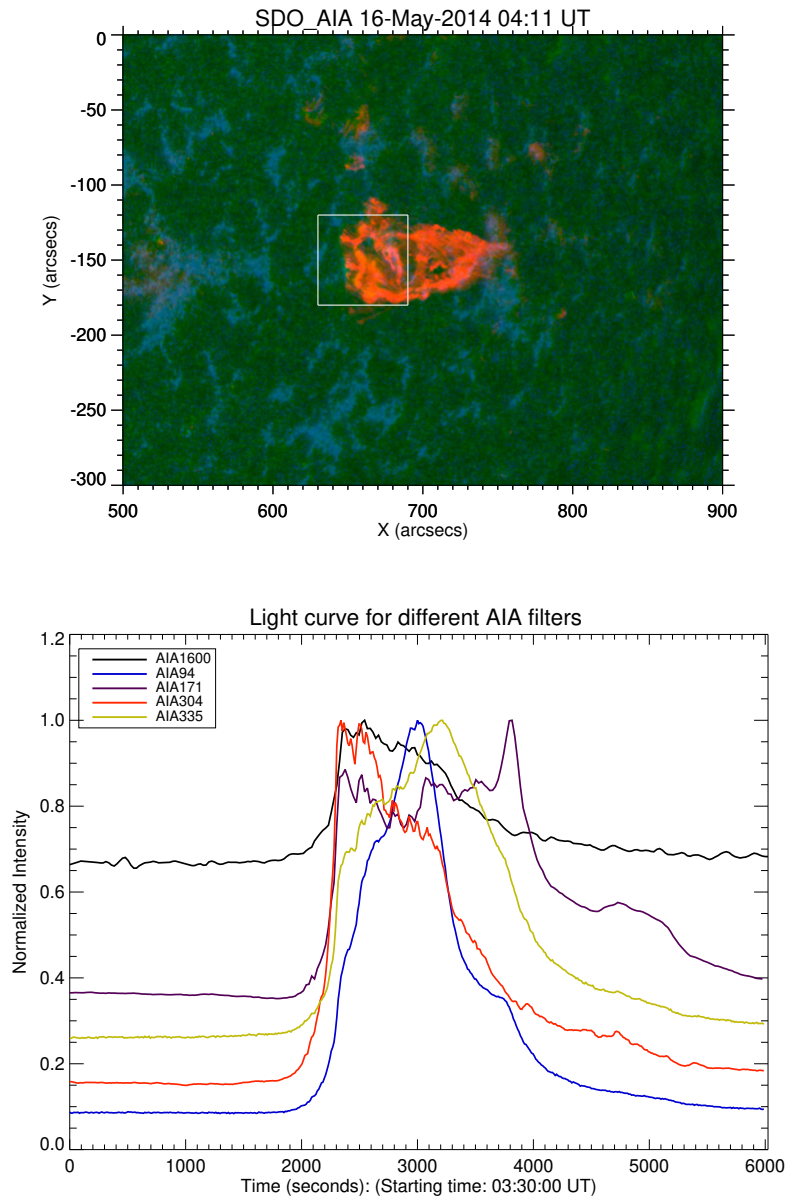 SDO_AIA 16-May-2014 04:11 UT
0
-50
-100
-150
-200
-250
-300
Y (arcsecs)
500 600 700 800 900
X (arcsecs)
Light curve for different AIA filters
1.2
1.0
0.8
0.6
0.4
0.2
0.0
Normalized Intensity
AIA1600
AIA94
AIA171
AIA304
AIA335
0 1000 2000 3000 4000 5000 6000
Time (seconds): (Starting time: 03:30:00 UT)